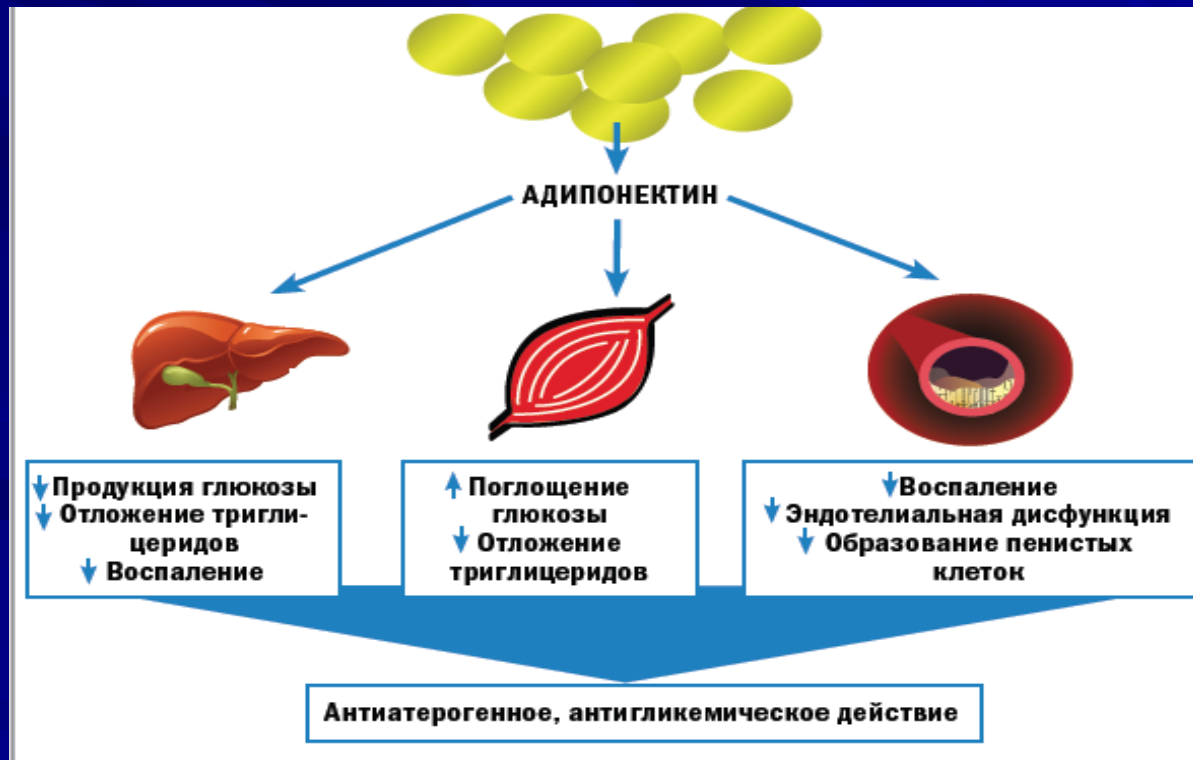 АДИПОНЕКТИН
↓ Продукция глюкозы
↓ Отложение тригли-
церидов
↓ Воспаление
↑ Поглощение
глюкозы
↓ Отложение
триглицеридов
↓ Воспаление
↓ Эндотелиальная дисфункция
↓ Образование пенистых
клеток
Антиатерогенное, антигликемическое действие